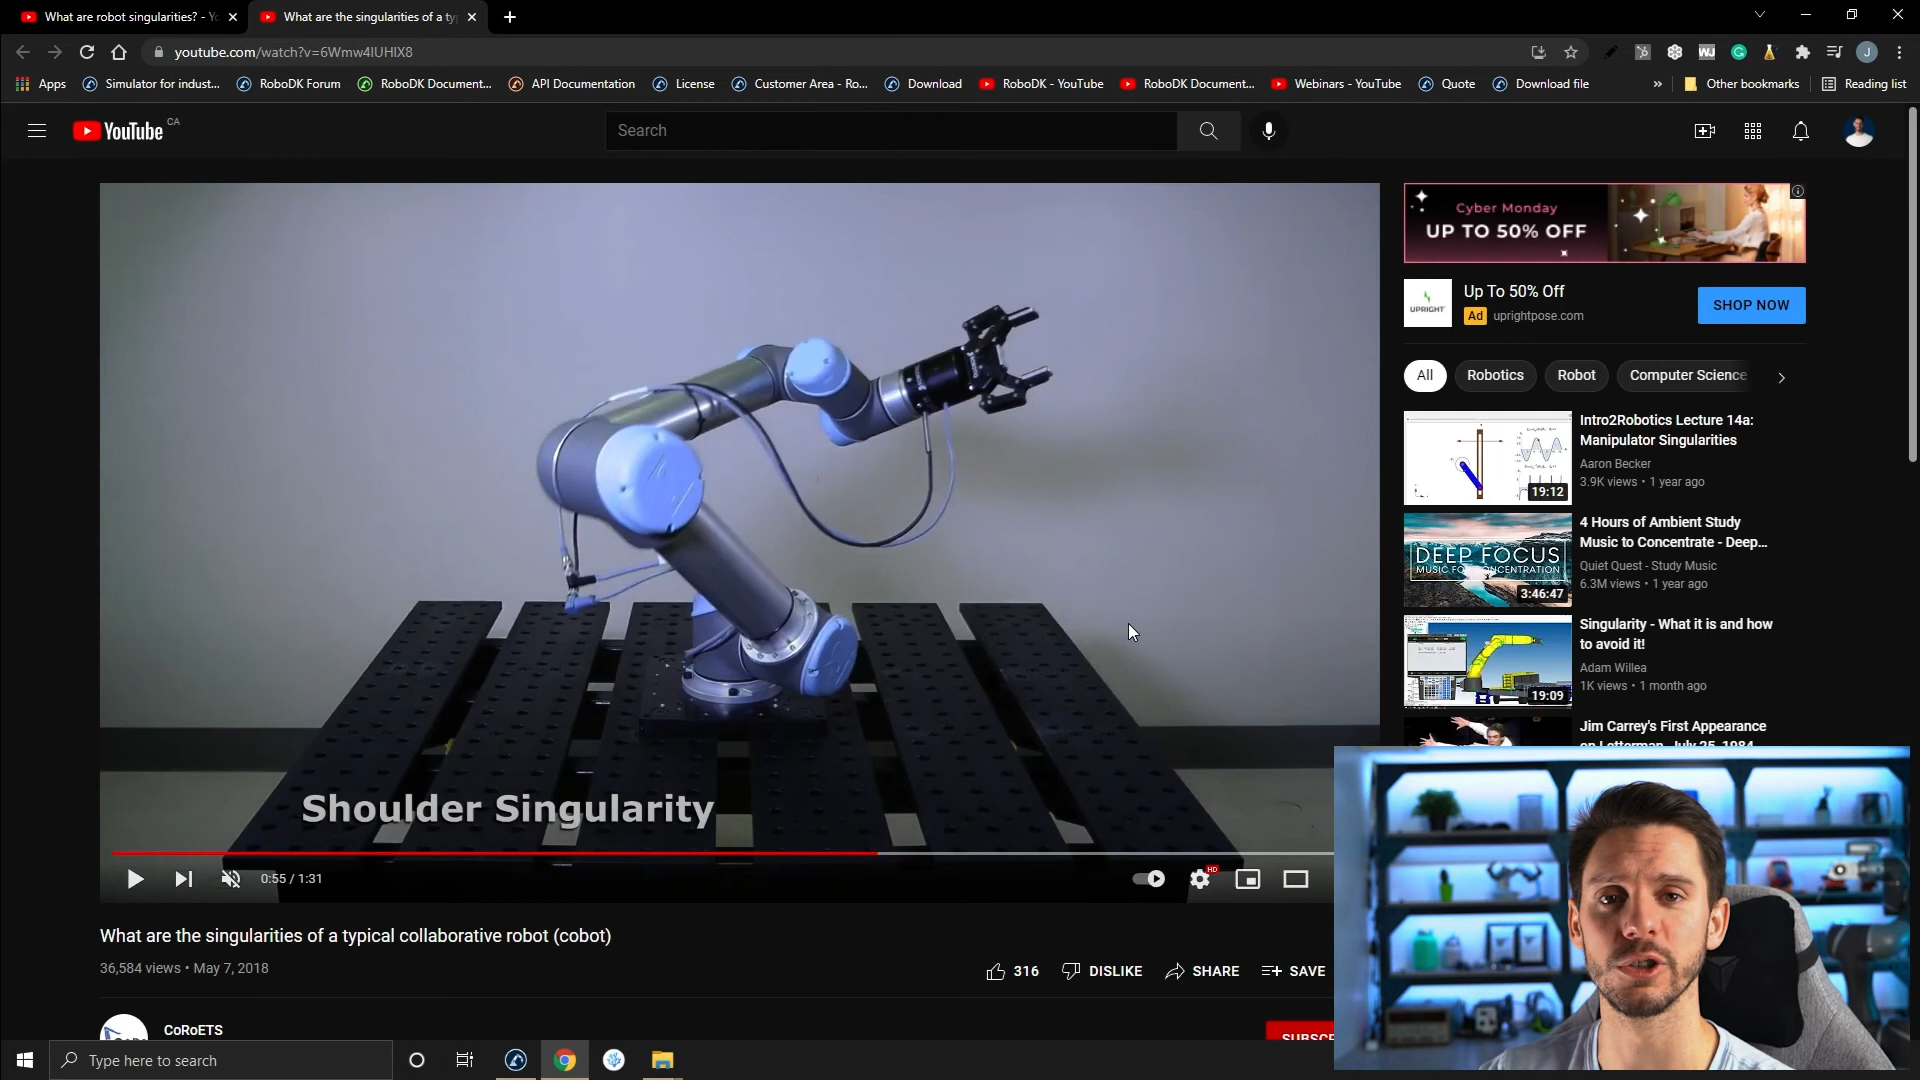 What are robot singularities? - Yo
What are the singularities of a ty
youtube.com/watch?v=6Wmw4IUHIX8
Apps
Simulator for indust...
RoboDK Forum
RoboDK Document...
API Documentation
License
Customer Area - Ro...
Download
RoboDK - YouTube
RoboDK Document...
Webinars - YouTube
Quote
Download file
»
Other bookmarks
Reading list
YouTube CA
Search
Cyber Monday
UP TO 50% OFF
UPRIGHT
Up To 50% Off
Ad uprightpose.com
SHOP NOW
All
Robotics
Robot
Computer Science
19:12
Intro2Robotics Lecture 14a:
Manipulator Singularities
Aaron Becker
3.9K views • 1 year ago
DEEP FOCUS
3:46:47
4 Hours of Ambient Study
Music to Concentrate - Deep...
Quiet Quest - Study Music
6.3M views • 1 year ago
19:09
Singularity - What it is and how
to avoid it!
Adam Willea
1K views • 1 month ago
Jim Carrey's First Appearance
on Letterman, July 25, 1984
Shoulder Singularity
0:55 / 1:31
HD
What are the singularities of a typical collaborative robot (cobot)
36,584 views • May 7, 2018
316
DISLIKE
SHARE
SAVE
CoRoETS
Type here to search